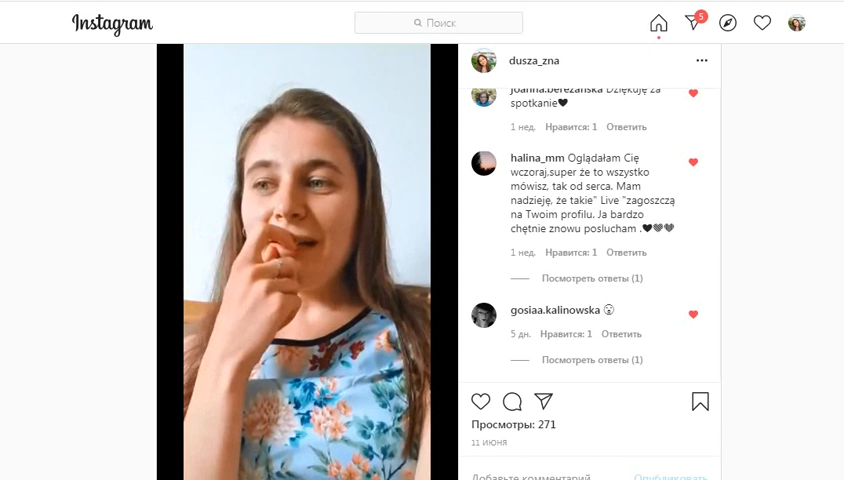 Instagram
Поиск
5
dusza_zna
joanna.berezanska Dziękuję za
spotkanie🖤
1 нед. Нравится: 1 Ответить
halina_mm Oglądałam Cię
wczoraj,super że to wszystko
mówisz, tak od serca. Mam
nadzieję, że takie" Live "zagoszczą
na Twoim profilu. Ja bardzo
chętnie znowu posłucham .🖤🖤🖤
1 нед. Нравится: 1 Ответить
Посмотреть ответы (1)
gosiaa.kalinowska 😮
5 дн. Нравится: 1 Ответить
Посмотреть ответы (1)
Просмотры: 271
11 ИЮНЯ
Добавьте комментарий Опубликовать